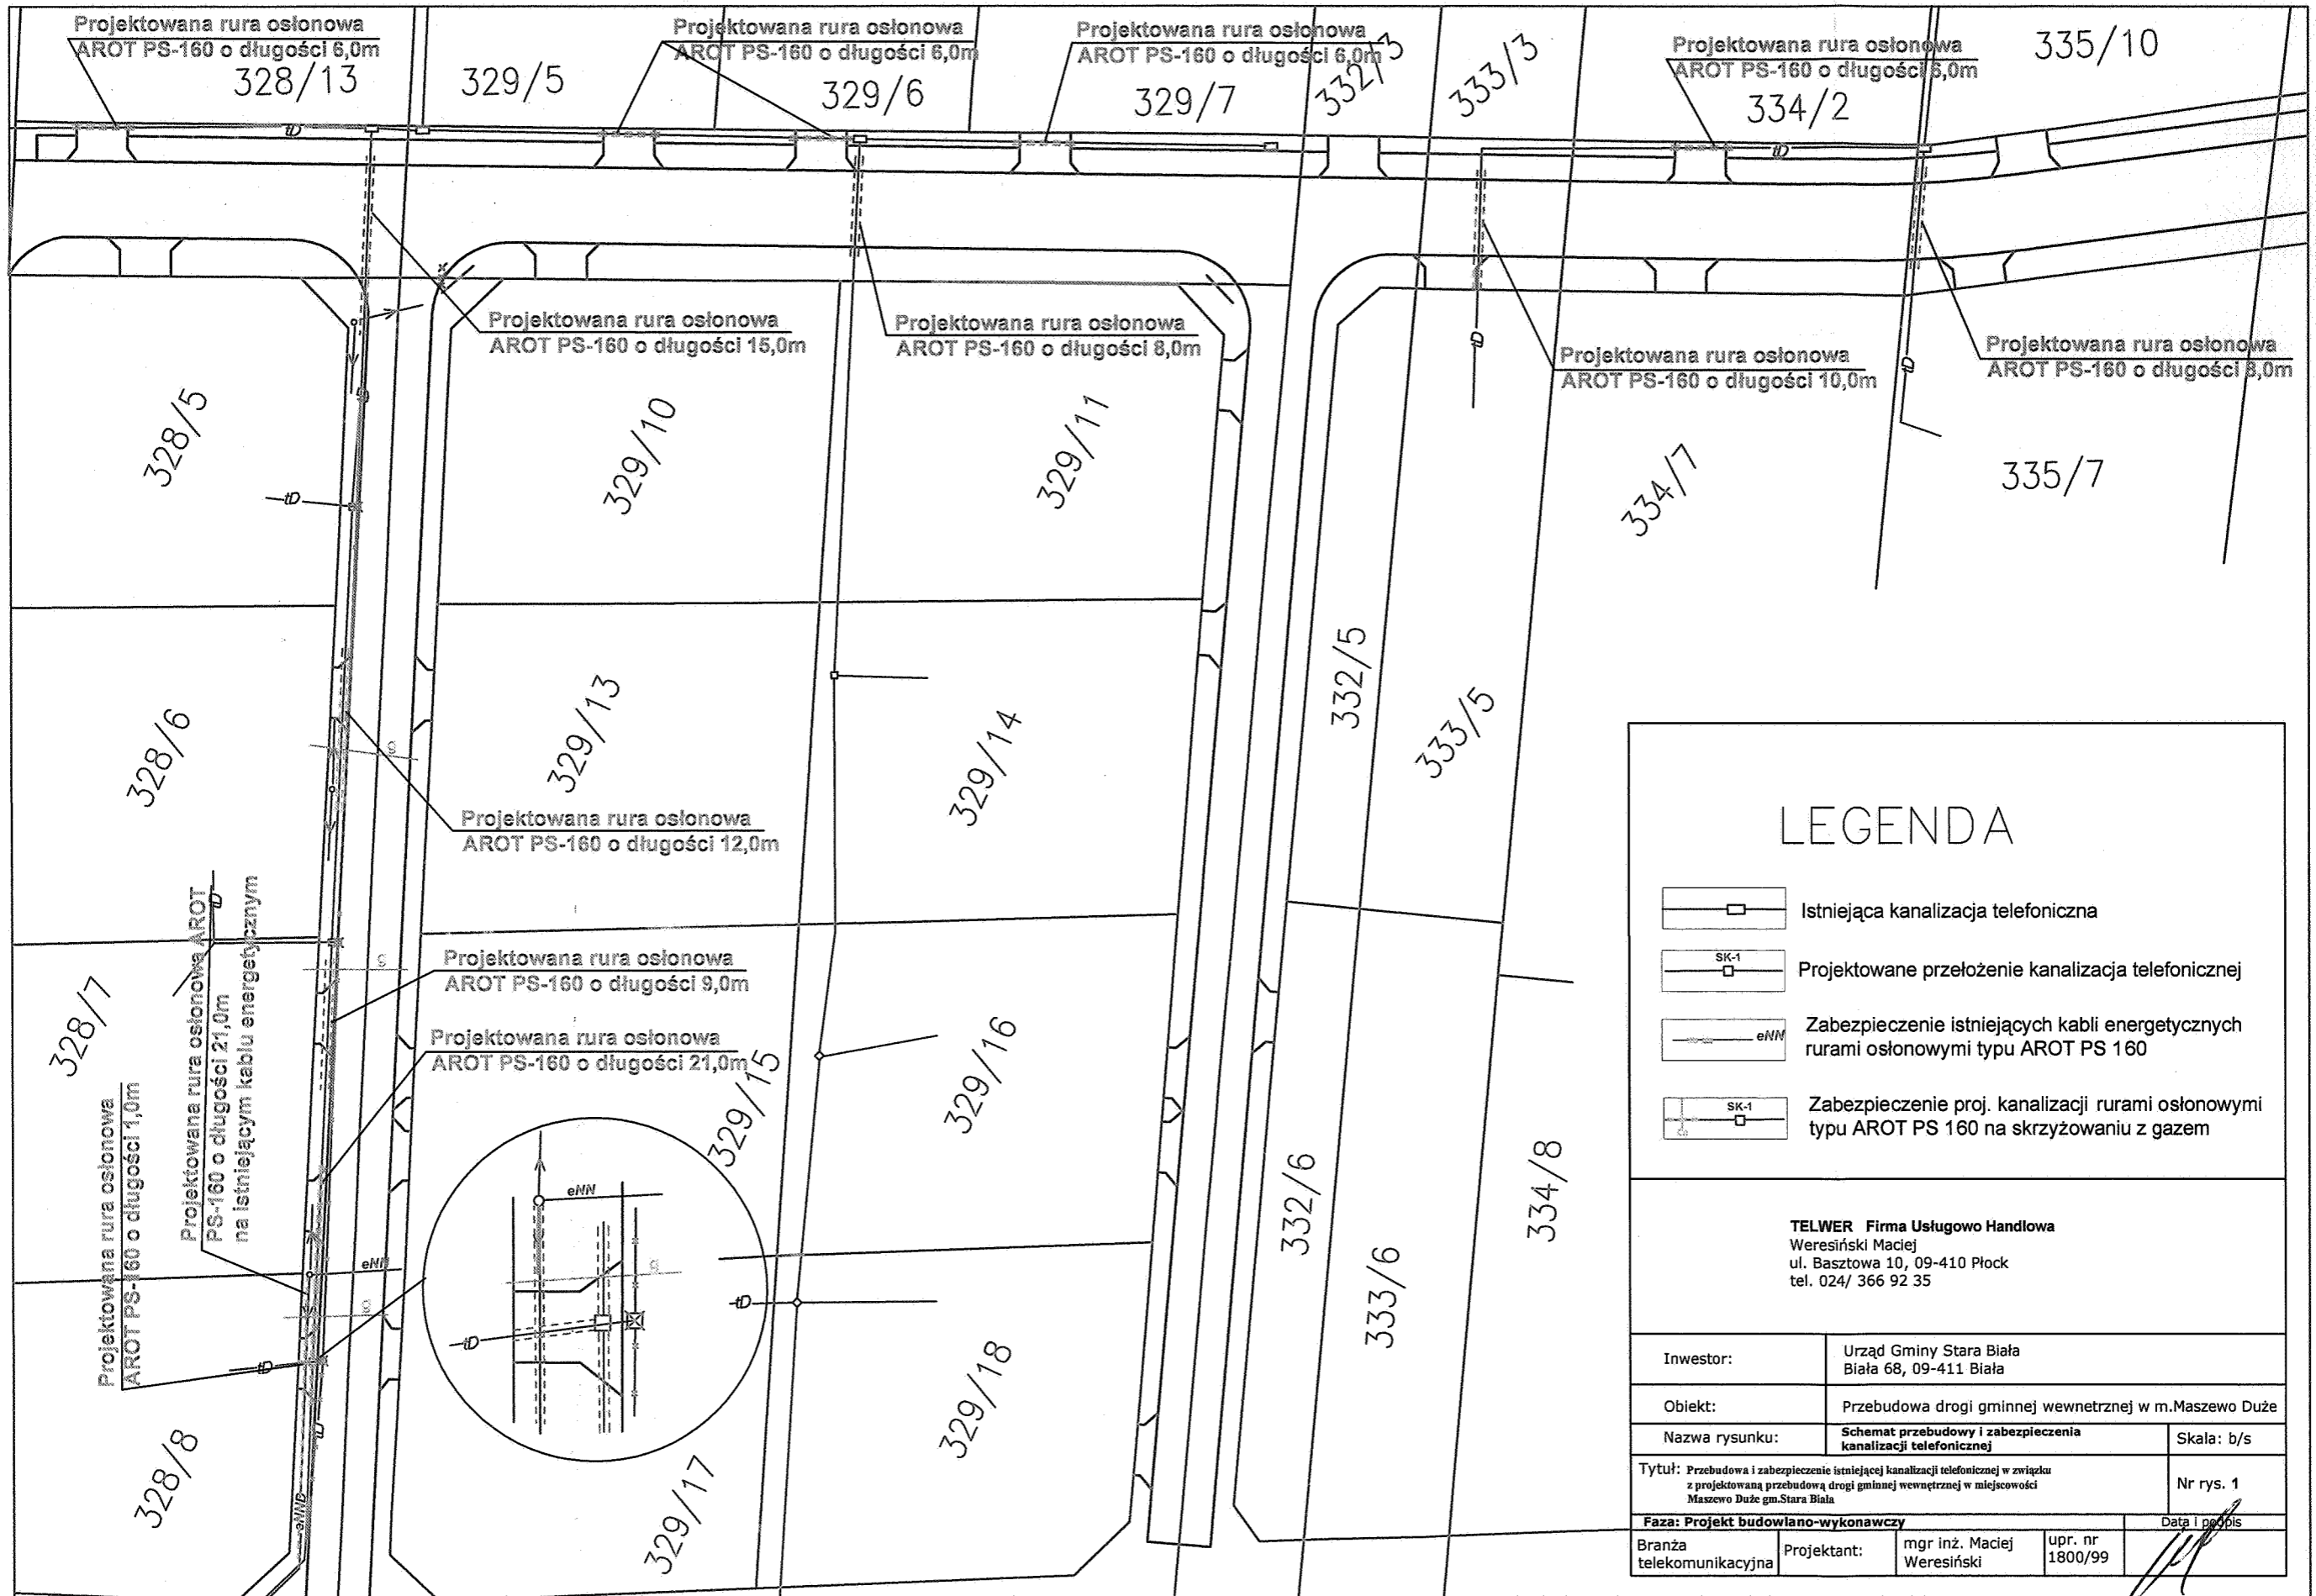 Projektowana rura osłonowa
AROT PS-160 o długości 6,0m
Projektowana rura osłonowa
AROT PS-160 o długości 6,0m
Projektowana rura osłonowa
AROT PS-160 o długości 6,0m
Projektowana rura osłonowa
AROT PS-160 o długości 6,0m
328/13
329/5
329/6
329/7
332/3
333/3
334/2
335/10
tD
tD
Projektowana rura osłonowa
AROT PS-160 o długości 15,0m
Projektowana rura osłonowa
AROT PS-160 o długości 8,0m
Projektowana rura osłonowa
AROT PS-160 o długości 10,0m
Projektowana rura osłonowa
AROT PS-160 o długości 8,0m
tD
tD
tD
328/5
329/10
329/11
334/7
335/7
tD
328/6
329/13
329/14
332/5
333/5
g
Projektowana rura osłonowa
AROT PS-160 o długości 12,0m
tD
Projektowana rura osłonowa AROT
PS-160 o długości 21,0m
na istniejącym kablu energetycznym
g
Projektowana rura osłonowa
AROT PS-160 o długości 9,0m
Projektowana rura osłonowa
AROT PS-160 o długości 21,0m
328/7
329/15
329/16
Projektowana rura osłonowa
AROT PS-160 o długości 1,0m
eNN
g
eNN
g
tD
tD
tD
tD
eNN
332/6
333/6
334/8
328/8
329/17
329/18
LEGENDA
Istniejąca kanalizacja telefoniczna
SK-1
Projektowane przełożenie kanalizacja telefonicznej
eNN
Zabezpieczenie istniejących kabli energetycznych
rurami osłonowymi typu AROT PS 160
SK-1
Zabezpieczenie proj. kanalizacji rurami osłonowymi
typu AROT PS 160 na skrzyżowaniu z gazem
TELWER Firma Usługowo Handlowa
Weresiński Maciej
ul. Basztowa 10, 09-410 Płock
tel. 024/ 366 92 35
Inwestor:
Urząd Gminy Stara Biała
Biała 68, 09-411 Biała
Obiekt:
Przebudowa drogi gminnej wewnetrznej w m.Maszewo Duże
Nazwa rysunku:
Schemat przebudowy i zabezpieczenia
kanalizacji telefonicznej
Skala: b/s
Tytuł: Przebudowa i zabezpieczenie istniejącej kanalizacji telefonicznej w związku
z projektowaną przebudową drogi gminnej wewnętrznej w miejscowości
Maszewo Duże gm.Stara Biała
Nr rys. 1
Faza: Projekt budowlano-wykonawczy
Data i podpis
Branża
telekomunikacyjna
Projektant:
mgr inż. Maciej
Weresiński
upr. nr
1800/99